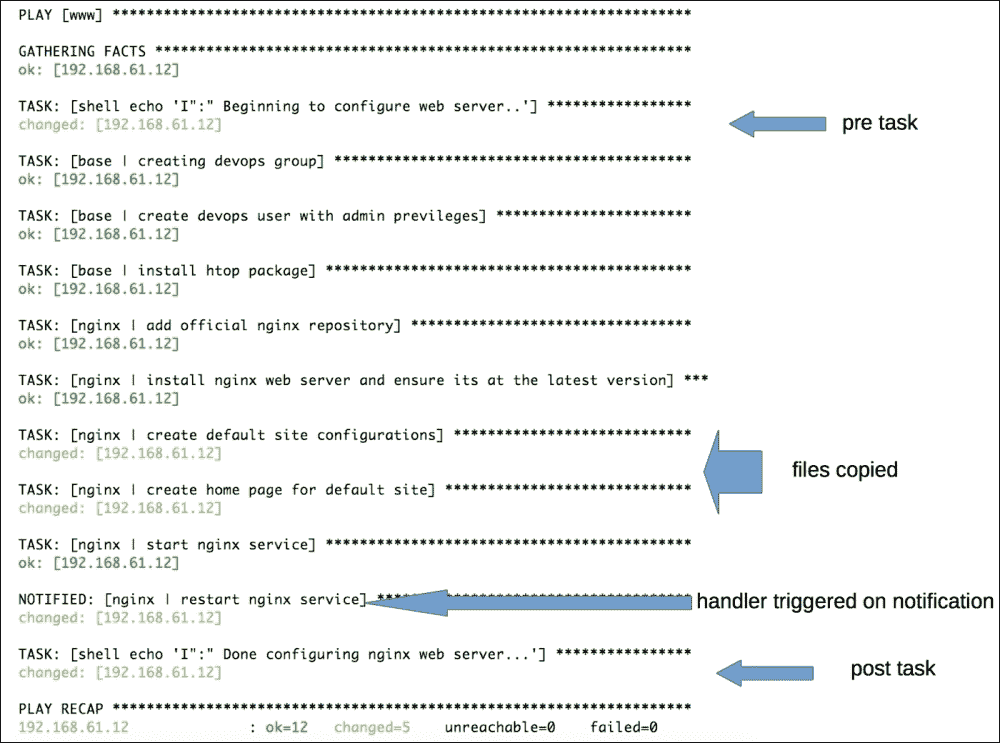 PLAY [www] ********************************************************************
GATHERING FACTS ***************************************************************
ok: [192.168.61.12]
TASK: [shell echo 'I":" Beginning to configure web server..'] *****************
changed: [192.168.61.12]
pre task
TASK: [base | creating devops group] ******************************************
ok: [192.168.61.12]
TASK: [base | create devops user with admin previleges] ***********************
ok: [192.168.61.12]
TASK: [base | install htop package] *******************************************
ok: [192.168.61.12]
TASK: [nginx | add official nginx repository] *********************************
ok: [192.168.61.12]
TASK: [nginx | install nginx web server and ensure its at the latest version] ***
ok: [192.168.61.12]
TASK: [nginx | create default site configurations] ****************************
changed: [192.168.61.12]
files copied
TASK: [nginx | create home page for default site] *****************************
changed: [192.168.61.12]
TASK: [nginx | start nginx service] *******************************************
ok: [192.168.61.12]
NOTIFIED: [nginx | restart nginx service] *************************************
handler triggered on notification
changed: [192.168.61.12]
TASK: [shell echo 'I":" Done configuring nginx web server...'] ****************
changed: [192.168.61.12]
post task
PLAY RECAP ********************************************************************
192.168.61.12 : ok=12 changed=5 unreachable=0 failed=0